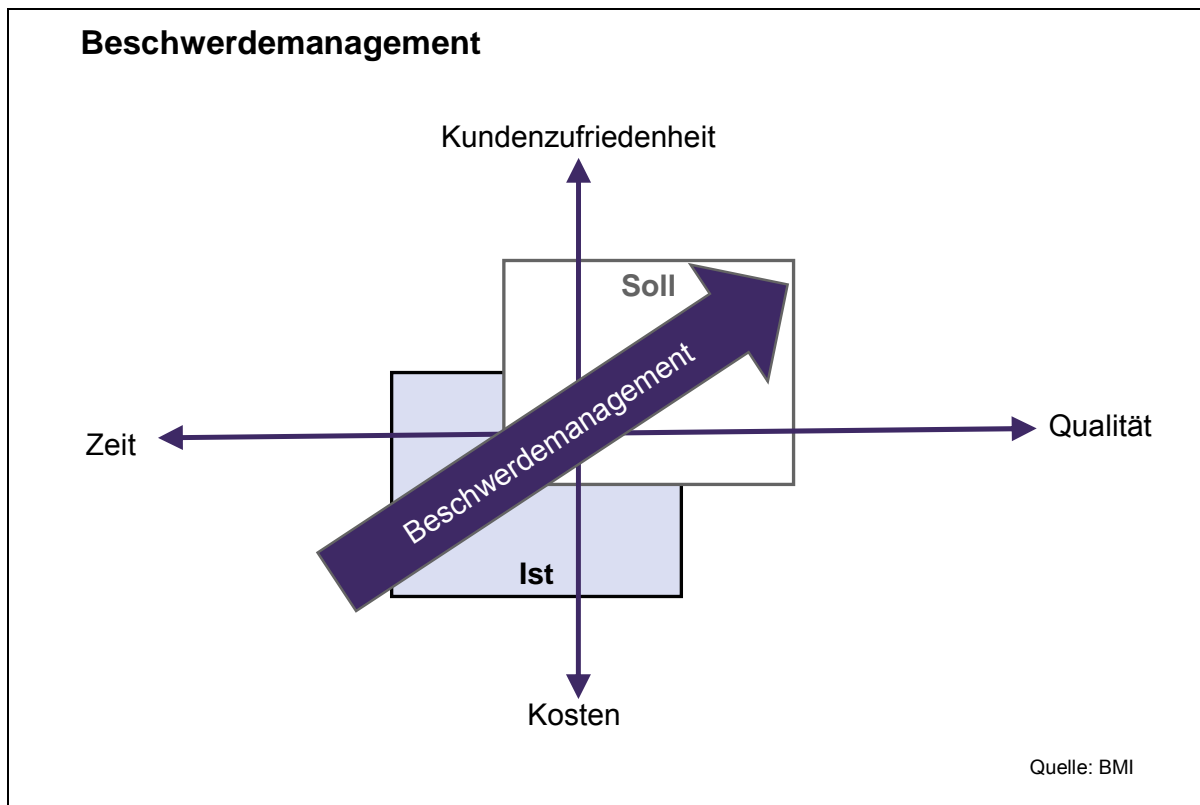 Beschwerdemanagement
Kundenzufriedenheit
Soll
Beschwerdemanagement
Zeit
Qualität
Ist
Kosten
Quelle: BMI